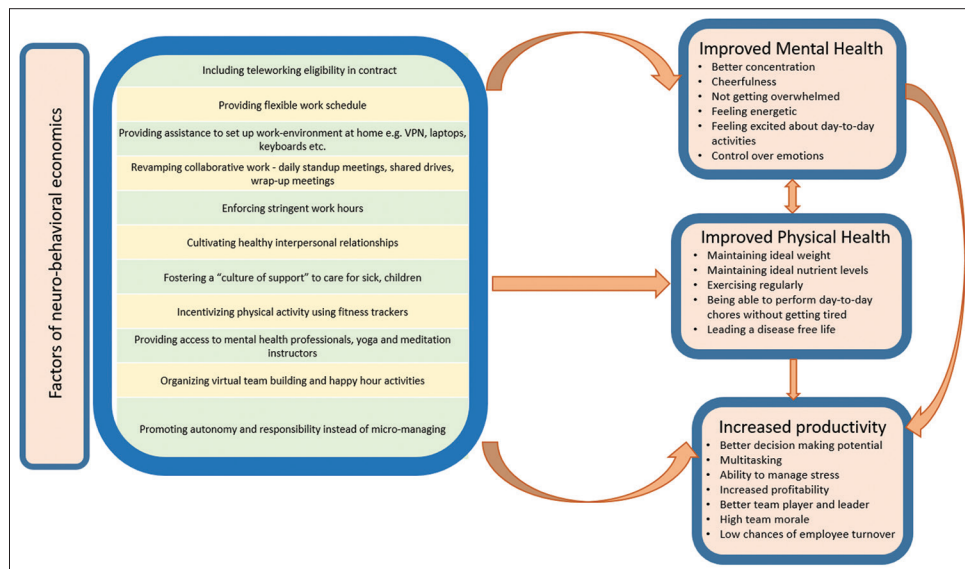 Factors of neuro-behavioral economics
Including teleworking eligibility in contract
Providing flexible work schedule
Providing assistance to set up work-environment at home e.g. VPN, laptops,
keyboards etc.
Revamping collaborative work - daily standup meetings, shared drives,
wrap-up meetings
Enforcing stringent work hours
Cultivating healthy interpersonal relationships
Fostering a “culture of support” to care for sick, children
Incentivizing physical activity using fitness trackers
Providing access to mental health professionals, yoga and meditation
instructors
Organizing virtual team building and happy hour activities
Promoting autonomy and responsibility instead of micro-managing
Improved Mental Health
• Better concentration
• Cheerfulness
• Not getting overwhelmed
• Feeling energetic
• Feeling excited about day-to-day
activities
• Control over emotions
Improved Physical Health
• Maintaining ideal weight
• Maintaining ideal nutrient levels
• Exercising regularly
• Being able to perform day-to-day
chores without getting tired
• Leading a disease free life
Increased productivity
• Better decision making potential
• Multitasking
• Ability to manage stress
• Increased profitability
• Better team player and leader
• High team morale
• Low chances of employee turnover